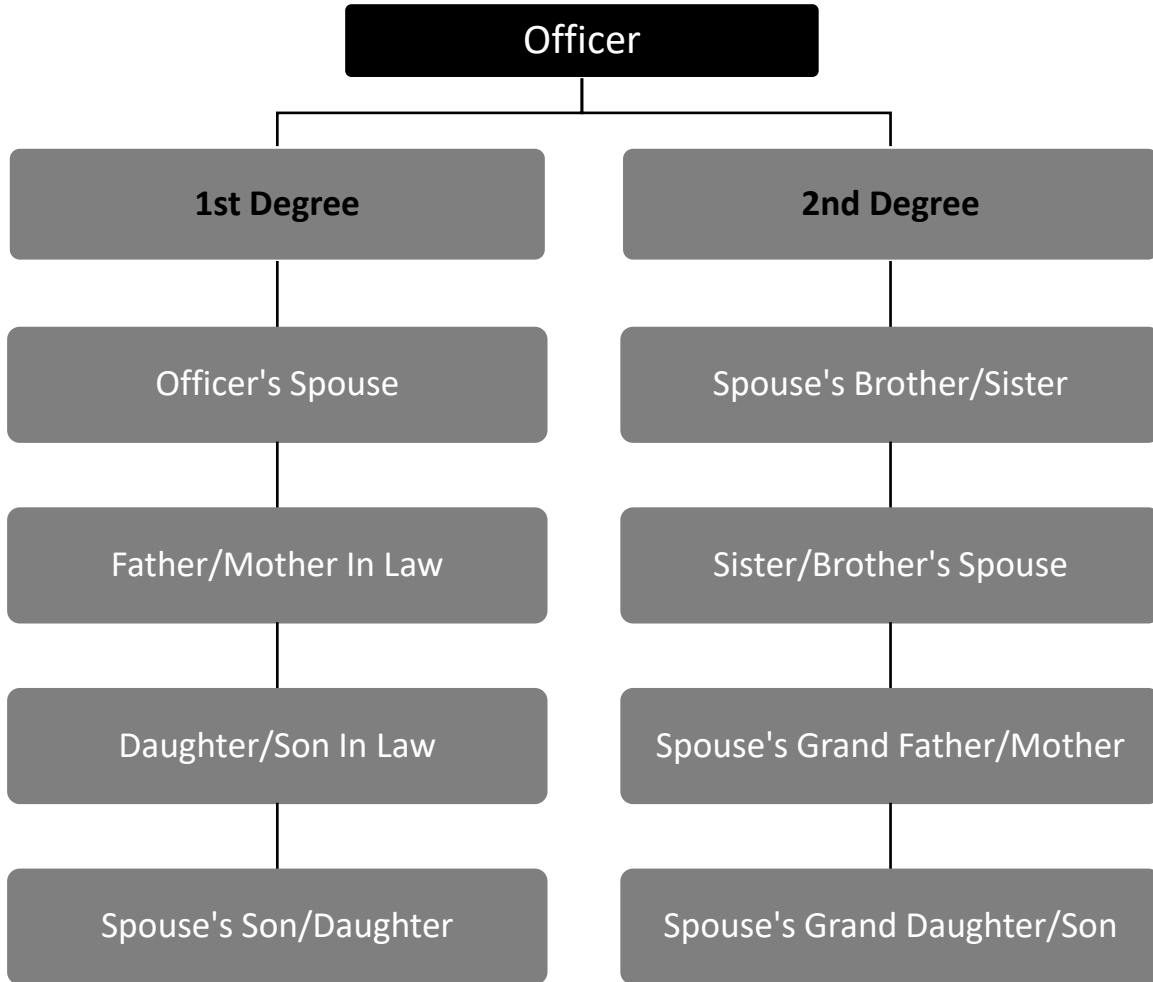 Officer
1st Degree
Officer's Spouse
Father/Mother In Law
Daughter/Son In Law
Spouse's Son/Daughter
2nd Degree
Spouse's Brother/Sister
Sister/Brother's Spouse
Spouse's Grand Father/Mother
Spouse's Grand Daughter/Son